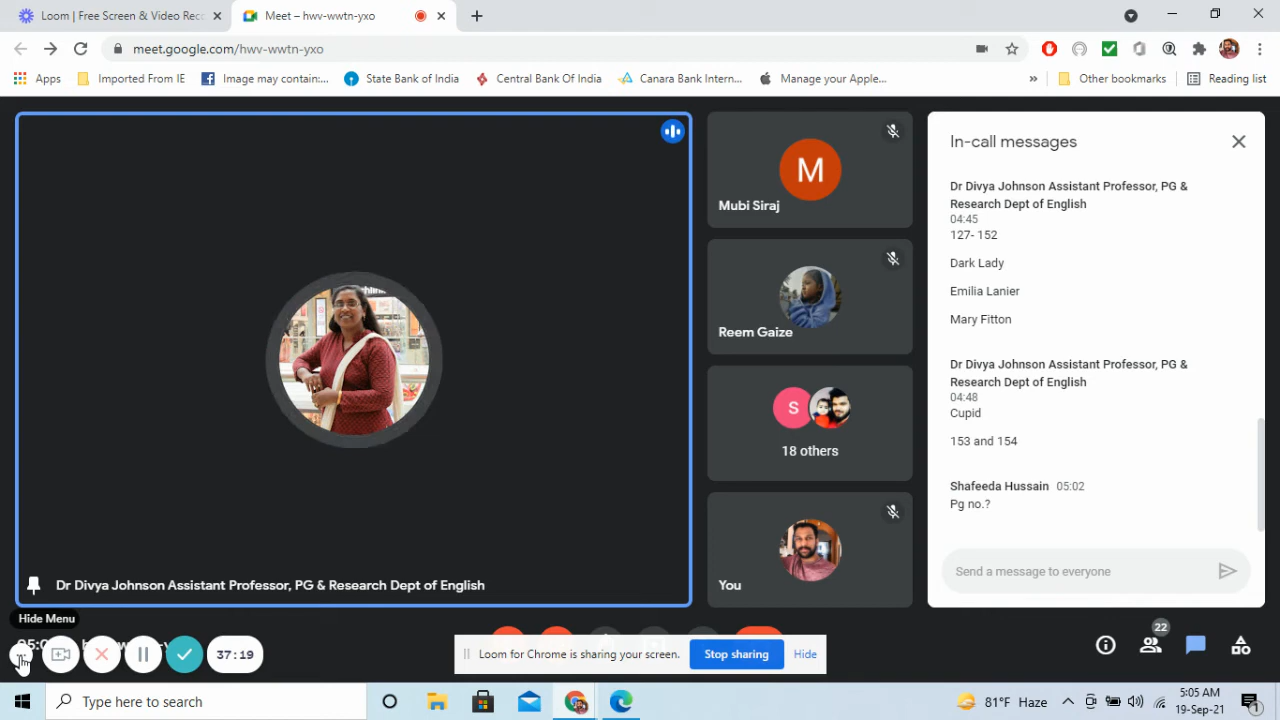 Loom | Free Screen & Video Rec
Meet – hwv-wwtn-yxo
meet.google.com/hwv-wwtn-yxo
Apps
Imported From IE
Image may contain:...
State Bank of India
Central Bank Of India
Canara Bank Intern...
Manage your Apple...
»
Other bookmarks
Reading list
M
Mubi Siraj
Reem Gaize
S
18 others
You
Dr Divya Johnson Assistant Professor, PG & Research Dept of English
In-call messages
Dr Divya Johnson Assistant Professor, PG &
Research Dept of English
04:45
127- 152
Dark Lady
Emilia Lanier
Mary Fitton
Dr Divya Johnson Assistant Professor, PG &
Research Dept of English
04:48
Cupid
153 and 154
Shafeeda Hussain 05:02
Pg no.?
Send a message to everyone
Hide Menu
37:19
Loom for Chrome is sharing your screen.
Stop sharing
Hide
22
Type here to search
81°F Haze
5:05 AM
19-Sep-21
1